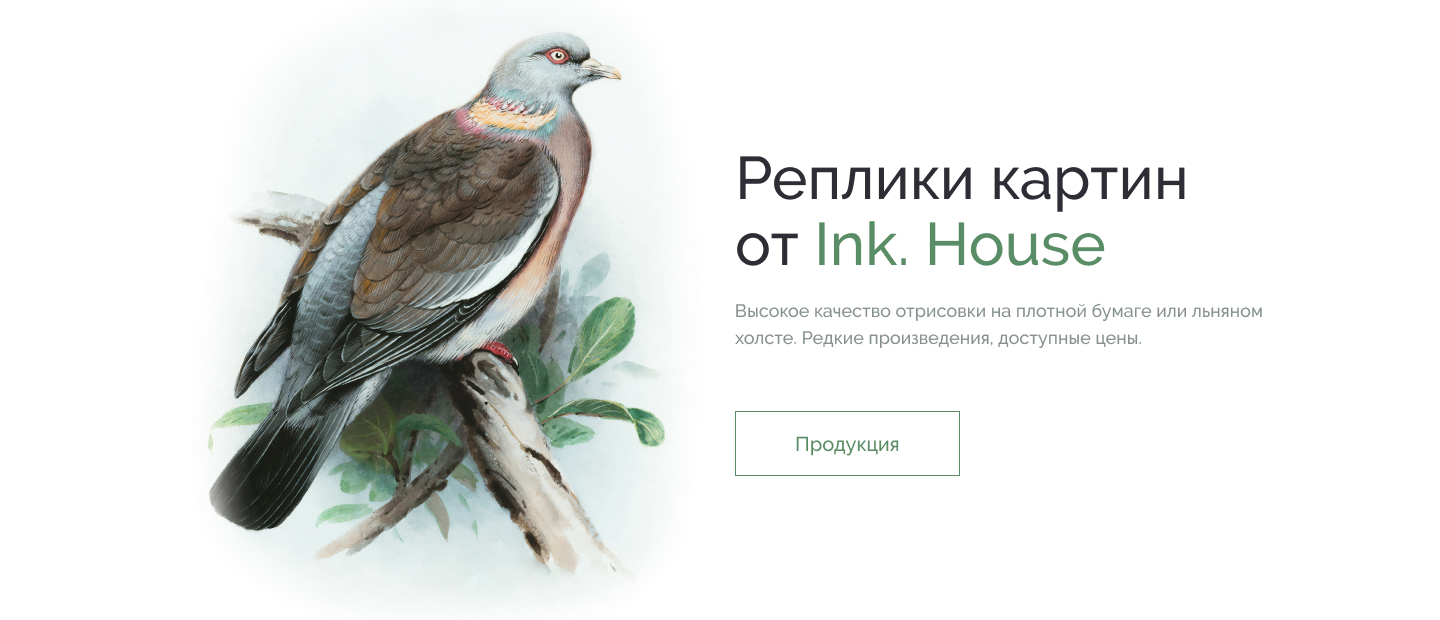 Реплики картин
от Ink. House
Высокое качество отрисовки на плотной бумаге или льняном
холсте. Редкие произведения, доступные цены.
Продукция